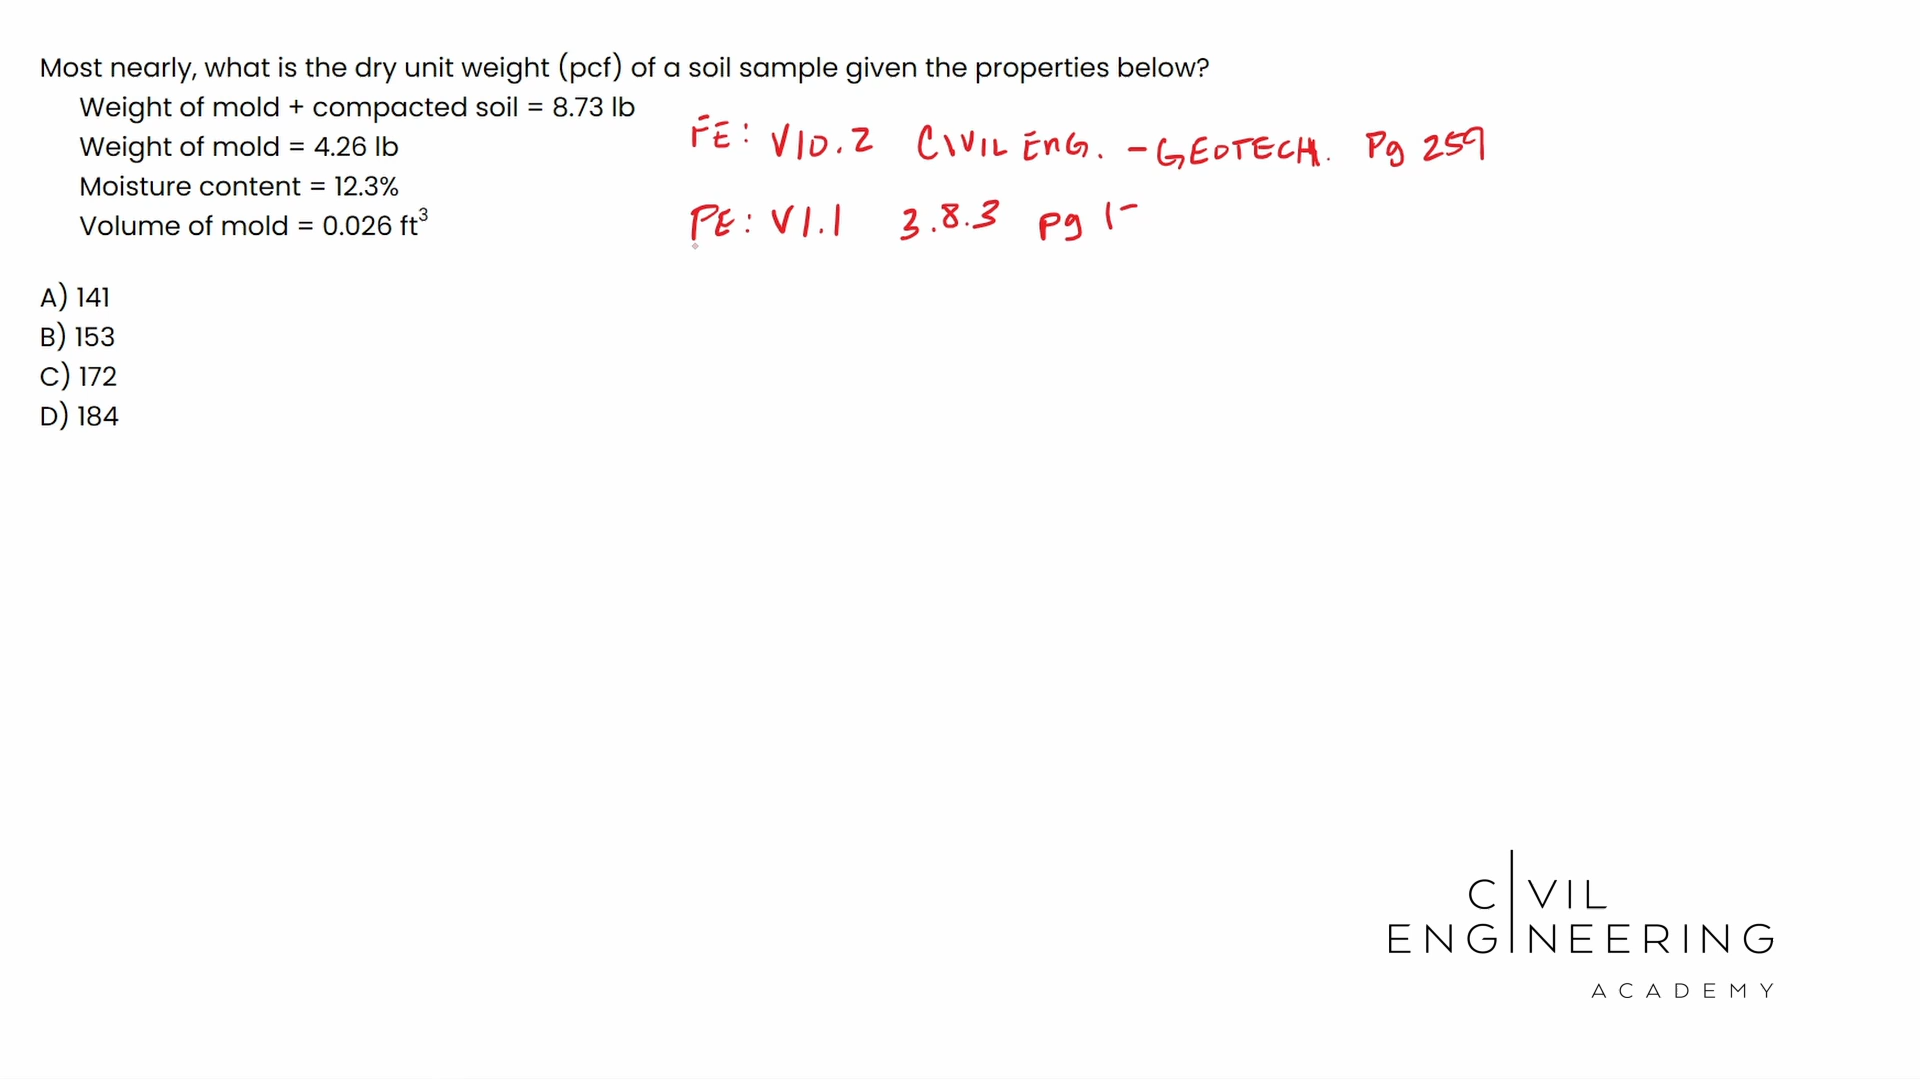 Most nearly, what is the dry unit weight (pcf) of a soil sample given the properties below?
Weight of mold + compacted soil = 8.73 lb
Weight of mold = 4.26 lb
Moisture content = 12.3%
Volume of mold = 0.026 ft³
FE: V10.2 CIVIL ENG. - GEOTECH. Pg 259
PE: V1.1 3.8.3 pg 1
A) 141
B) 153
C) 172
D) 184
CIVIL
ENGINEERING
ACADEMY